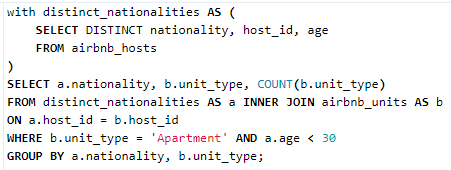 with distinct_nationalities AS (
    SELECT DISTINCT nationality, host_id, age
    FROM airbnb_hosts
)
SELECT a.nationality, b.unit_type, COUNT(b.unit_type)
FROM distinct_nationalities AS a INNER JOIN airbnb_units AS b
ON a.host_id = b.host_id
WHERE b.unit_type = 'Apartment' AND a.age < 30
GROUP BY a.nationality, b.unit_type;